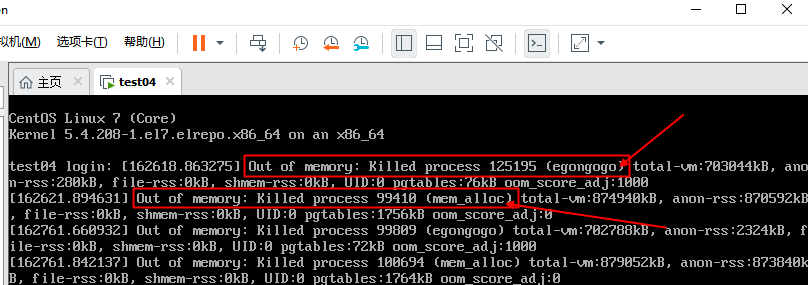 on
拟机(M) 选项卡(T) 帮助(H)
主页 test04
CentOS Linux 7 (Core)
Kernel 5.4.208-1.el7.elrepo.x86_64 on an x86_64
test04 login: [162618.863275] Out of memory: Killed process 125195 (egongogo) total-vm:703044kB, anon
n-rss:280kB, file-rss:0kB, shmem-rss:0kB, UID:0 pgtables:76kB oom_score_adj:1000
[162621.894631] Out of memory: Killed process 99410 (mem_alloc) total-vm:874940kB, anon-rss:870592kB
, file-rss:0kB, shmem-rss:0kB, UID:0 pgtables:1756kB oom_score_adj:0
[162761.660932] Out of memory: Killed process 99809 (egongogo) total-vm:702788kB, anon-rss:2324kB, f
ile-rss:0kB, shmem-rss:0kB, UID:0 pgtables:72kB oom_score_adj:1000
[162761.842137] Out of memory: Killed process 100694 (mem_alloc) total-vm:879052kB, anon-rss:873840k
B, file-rss:0kB, shmem-rss:0kB, UID:0 pgtables:1764kB oom_score_adj:0